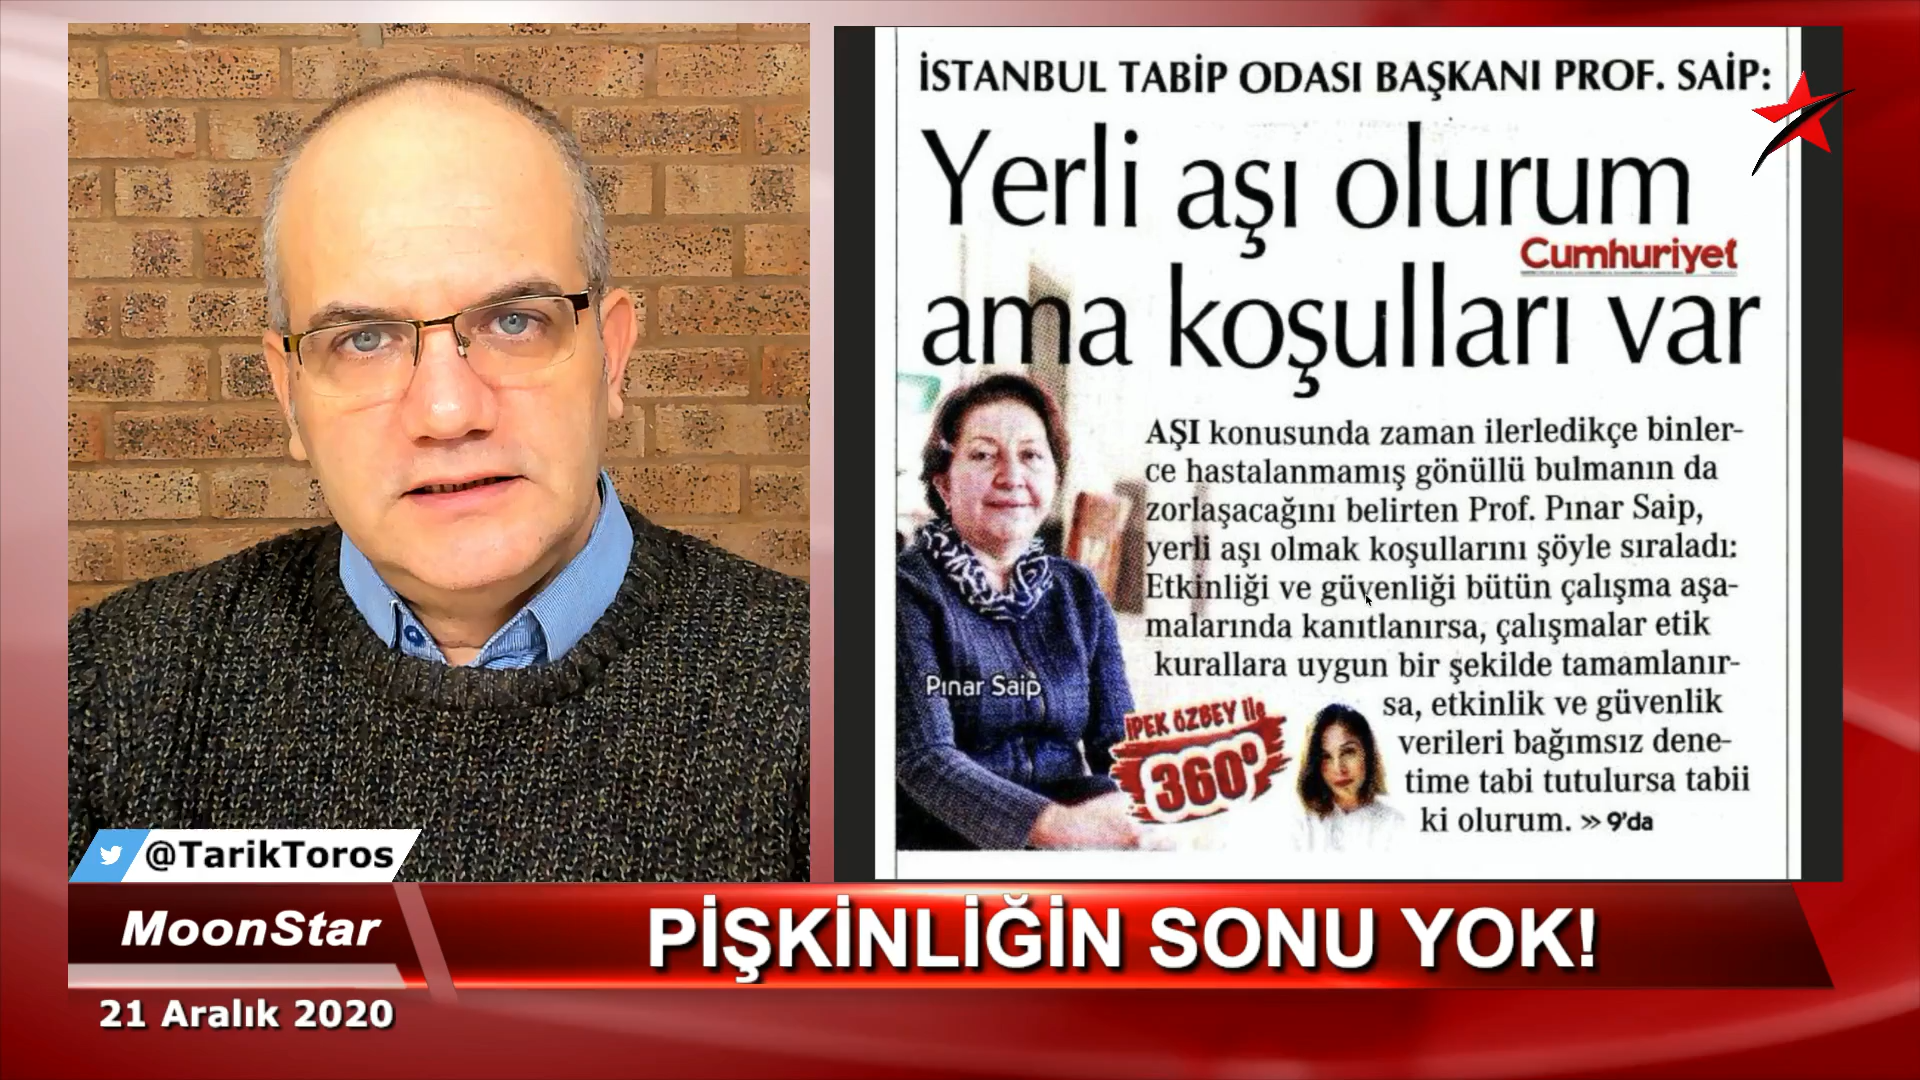 İSTANBUL TABİP ODASI BAŞKANI PROF. SAİP:
Yerli aşı olurum
Cumhuriyet
ama koşulları var
AŞI konusunda zaman ilerledikçe binler-
ce hastalanmamış gönüllü bulmanın da
zorlaşacağını belirten Prof. Pınar Saip,
yerli aşı olmak koşullarını şöyle sıraladı:
Etkinliği ve güvenliği bütün çalışma aşa-
malarında kanıtlanırsa, çalışmalar etik
kurallara uygun bir şekilde tamamlanır-
sa, etkinlik ve güvenlik
verileri bağımsız dene-
time tabi tutulursa tabii
ki olurum. » 9'da
Pınar Saip
İPEK ÖZBEY ile
360°
@TarikToros
MoonStar
PİŞKİNLİĞİN SONU YOK!
21 Aralık 2020